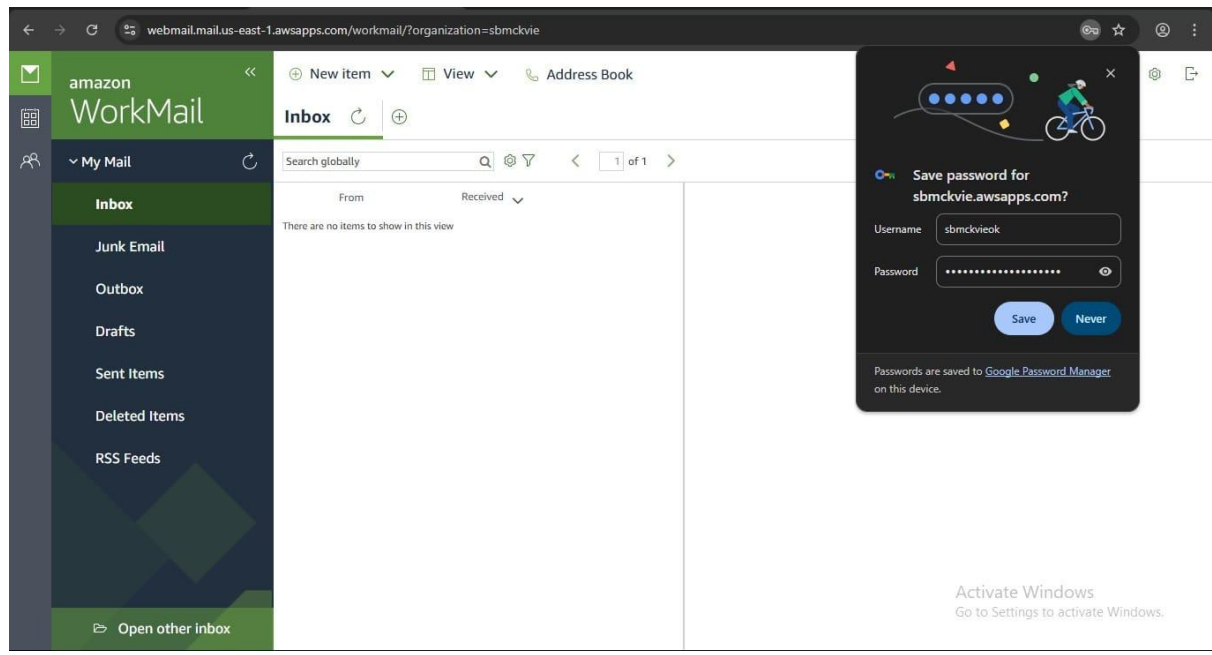 webmail.mail.us-east-1.awsapps.com/workmail/?organization=sbmckvie
amazon
WorkMail
New item
View
Address Book
Inbox
My Mail
Search globally
1 of 1
From
Received
There are no items to show in this view
Inbox
Junk Email
Outbox
Drafts
Sent Items
Deleted Items
RSS Feeds
Open other inbox
Save password for
sbmckvie.awsapps.com?
Username
sbmckvieok
Password
••••••••••••••••••••
Save
Never
Passwords are saved to Google Password Manager
on this device.
Activate Windows
Go to Settings to activate Windows.